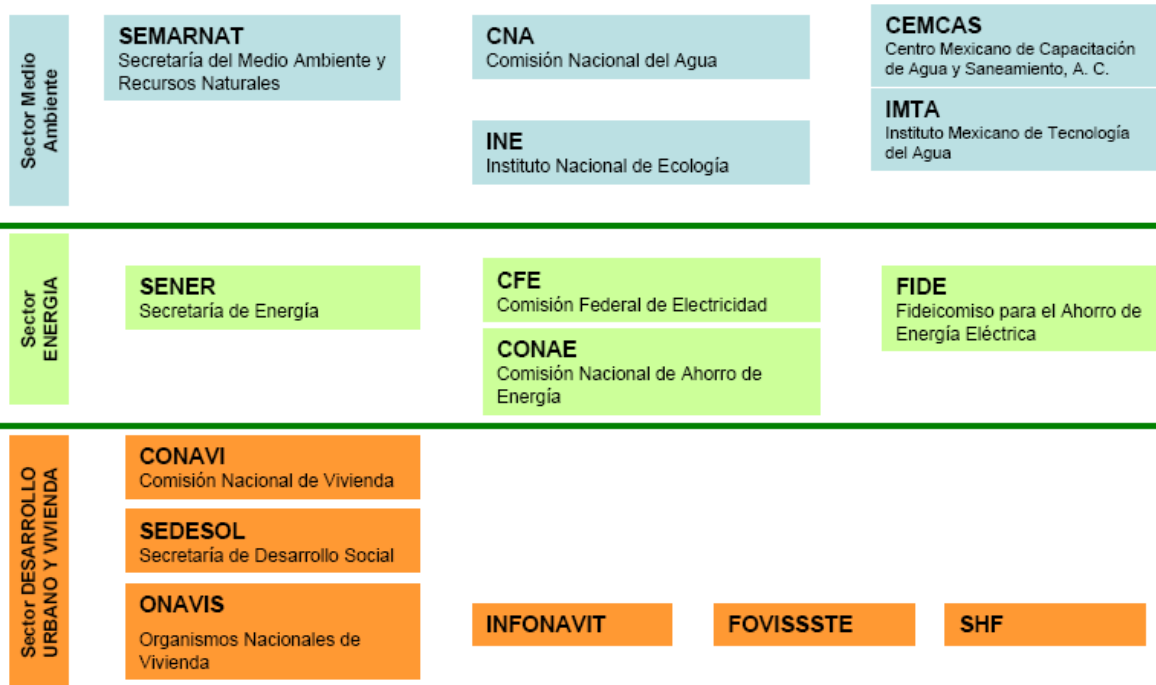 Sector Medio
Ambiente
SEMARNAT
Secretaría del Medio Ambiente y
Recursos Naturales
CNA
Comisión Nacional del Agua
INE
Instituto Nacional de Ecología
CEMCAS
Centro Mexicano de Capacitación
de Agua y Saneamiento, A. C.
IMTA
Instituto Mexicano de Tecnología
del Agua
Sector
ENERGIA
SENER
Secretaría de Energía
CFE
Comisión Federal de Electricidad
CONAE
Comisión Nacional de Ahorro de
Energía
FIDE
Fideicomiso para el Ahorro de
Energía Eléctrica
Sector DESARROLLO
URBANO Y VIVIENDA
CONAVI
Comisión Nacional de Vivienda
SEDESOL
Secretaría de Desarrollo Social
ONAVIS
Organismos Nacionales de
Vivienda
INFONAVIT
FOVISSSTE
SHF